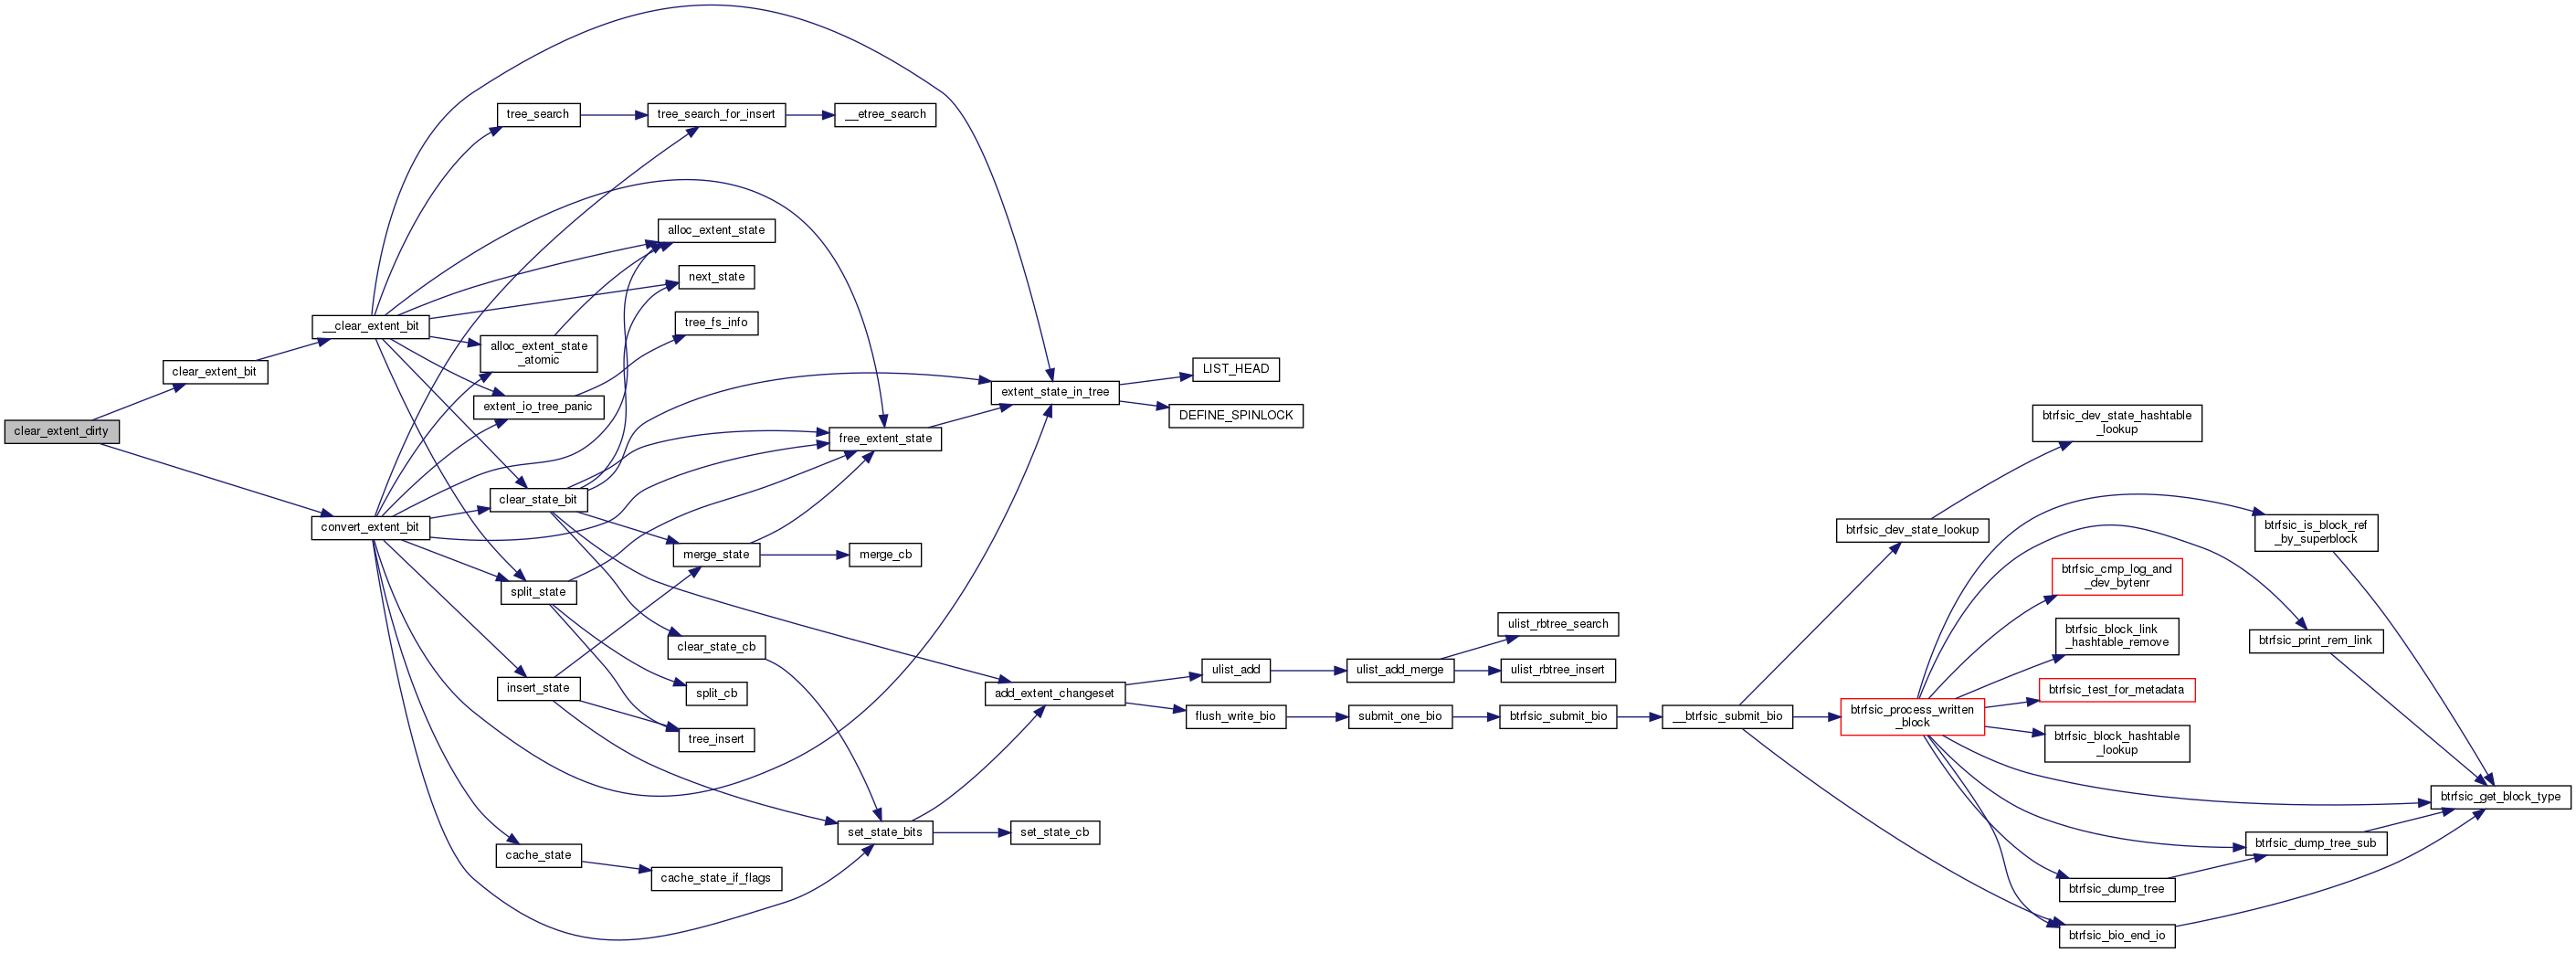 clear_extent_dirty
clear_extent_bit
__clear_extent_bit
convert_extent_bit
tree_search
alloc_extent_state
_atomic
extent_io_tree_panic
clear_state_bit
split_state
insert_state
cache_state
tree_search_for_insert
alloc_extent_state
next_state
tree_fs_info
merge_state
clear_state_cb
split_cb
tree_insert
cache_state_if_flags
__etree_search
free_extent_state
merge_cb
set_state_bits
extent_state_in_tree
add_extent_changeset
set_state_cb
LIST_HEAD
DEFINE_SPINLOCK
ulist_add
flush_write_bio
ulist_add_merge
submit_one_bio
ulist_rbtree_search
ulist_rbtree_insert
btrfsic_submit_bio
__btrfsic_submit_bio
btrfsic_dev_state_lookup
btrfsic_process_written
_block
btrfsic_dev_state_hashtable
_lookup
btrfsic_cmp_log_and
_dev_bytenr
btrfsic_block_link
_hashtable_remove
btrfsic_test_for_metadata
btrfsic_block_hashtable
_lookup
btrfsic_dump_tree
btrfsic_bio_end_io
btrfsic_is_block_ref
_by_superblock
btrfsic_print_rem_link
btrfsic_dump_tree_sub
btrfsic_get_block_type